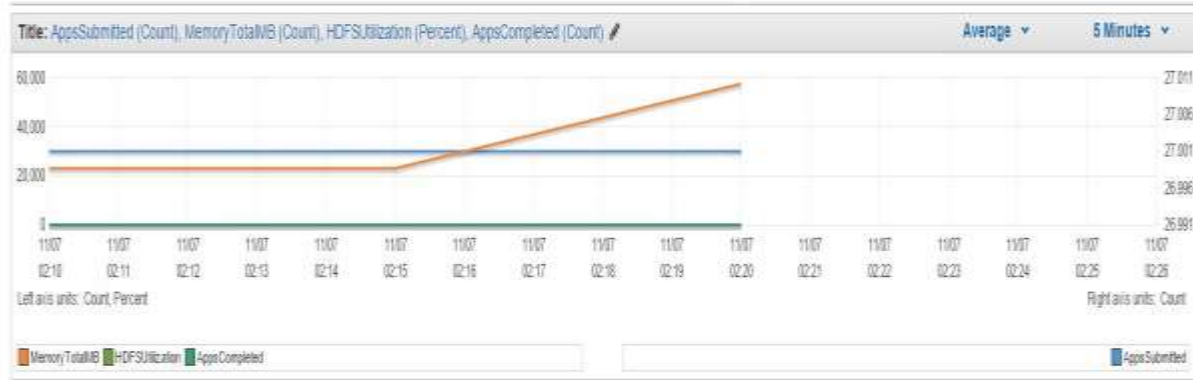 Title: AppsSubmitted (Count), MemoryTotalMB (Count), HDFSUtilization (Percent), AppsCompleted (Count)
Average 5 Minutes
60,000 27.011
27.006
40,000
27.001
20,000
26.996
0 26.991
11/07 11/07 11/07 11/07 11/07 11/07 11/07 11/07 11/07 11/07 11/07 11/07 11/07 11/07 11/07 11/07 11/07
02:10 02:11 02:12 02:13 02:14 02:15 02:16 02:17 02:18 02:19 02:20 02:21 02:22 02:23 02:24 02:25 02:26
Left axis units: Count, Percent Right axis units: Count
MemoryTotalMB HDFSUtilization AppsCompleted AppsSubmitted